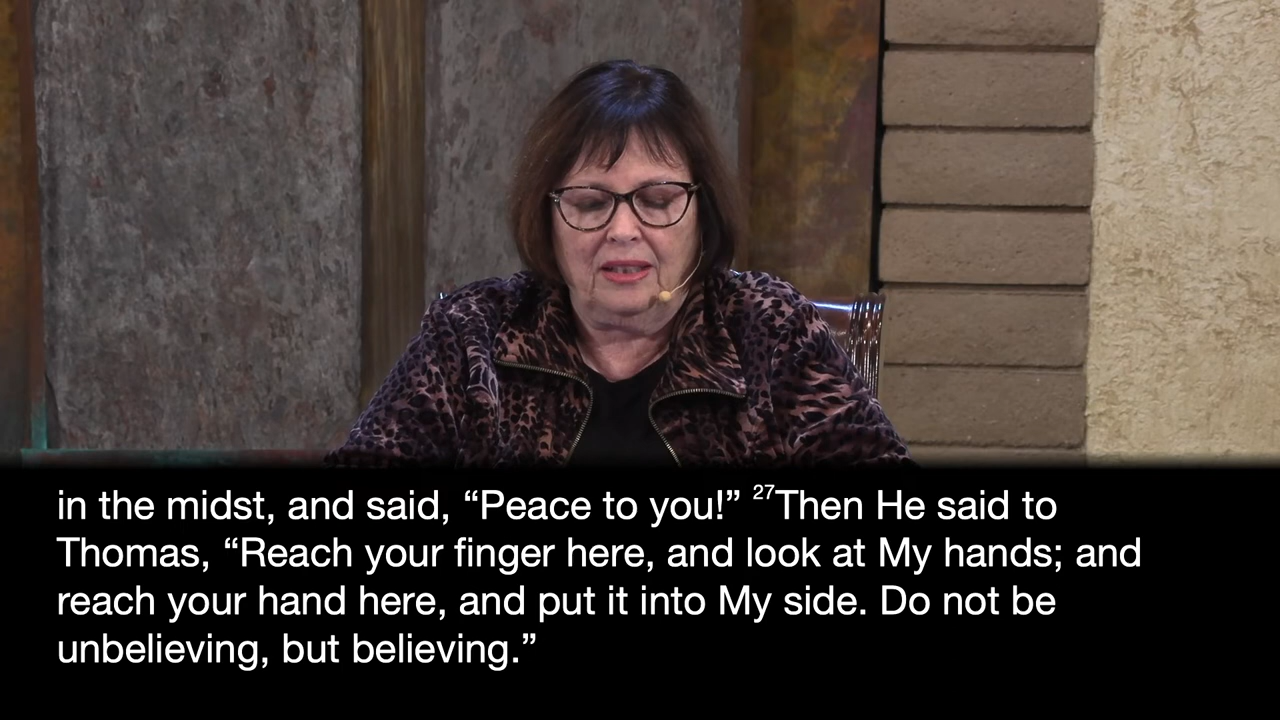 in the midst, and said, “Peace to you!” ²⁷Then He said to
Thomas, “Reach your finger here, and look at My hands; and
reach your hand here, and put it into My side. Do not be
unbelieving, but believing.”